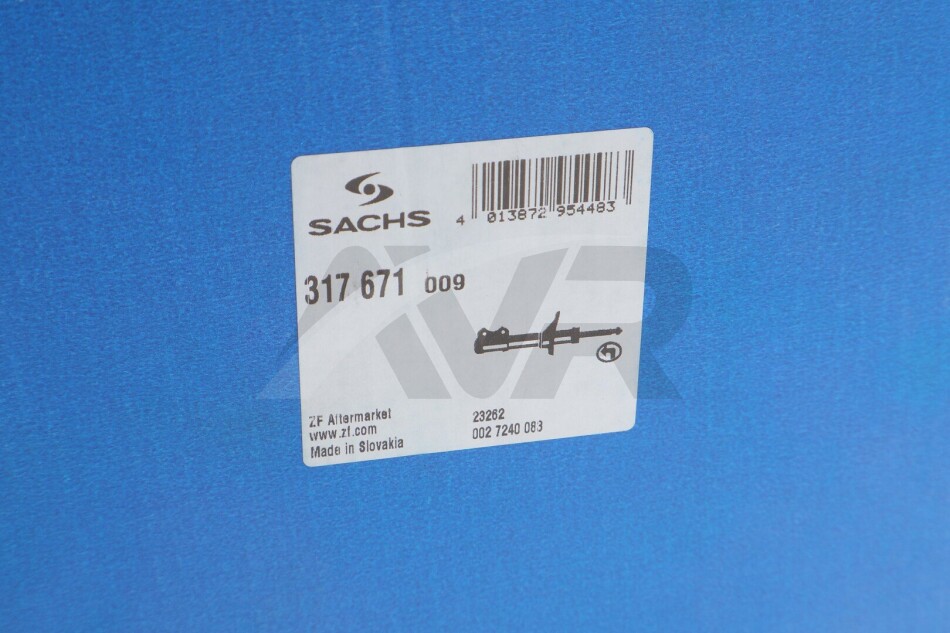 SACHS
4 013872 954483
317 671 009
ZF Aftermarket
www.zf.com
Made in Slovakia
23262
002 7240 083
AVR